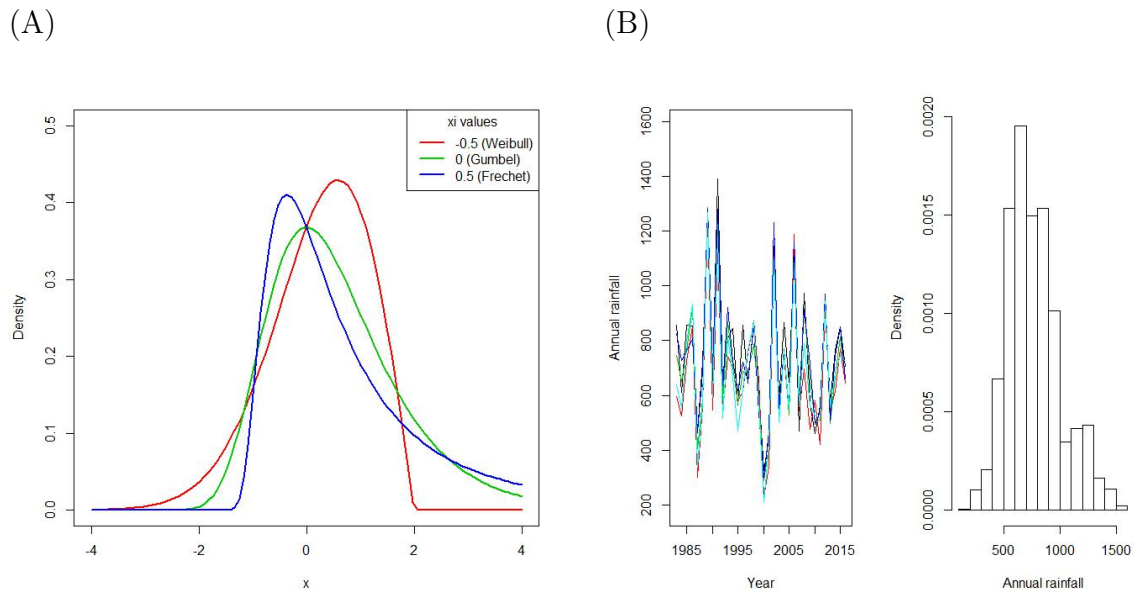 (A)
(B)
xi values
-0.5 (Weibull)
0 (Gumbel)
0.5 (Frechet)
0.5
0.4
0.3
0.2
0.1
0.0
Density
-4
-2
0
2
4
x
1600
1400
1200
1000
800
600
400
200
Annual rainfall
1985
1995
2005
2015
Year
0.0020
0.0015
0.0010
0.0005
0.0000
Density
500
1000
1500
Annual rainfall